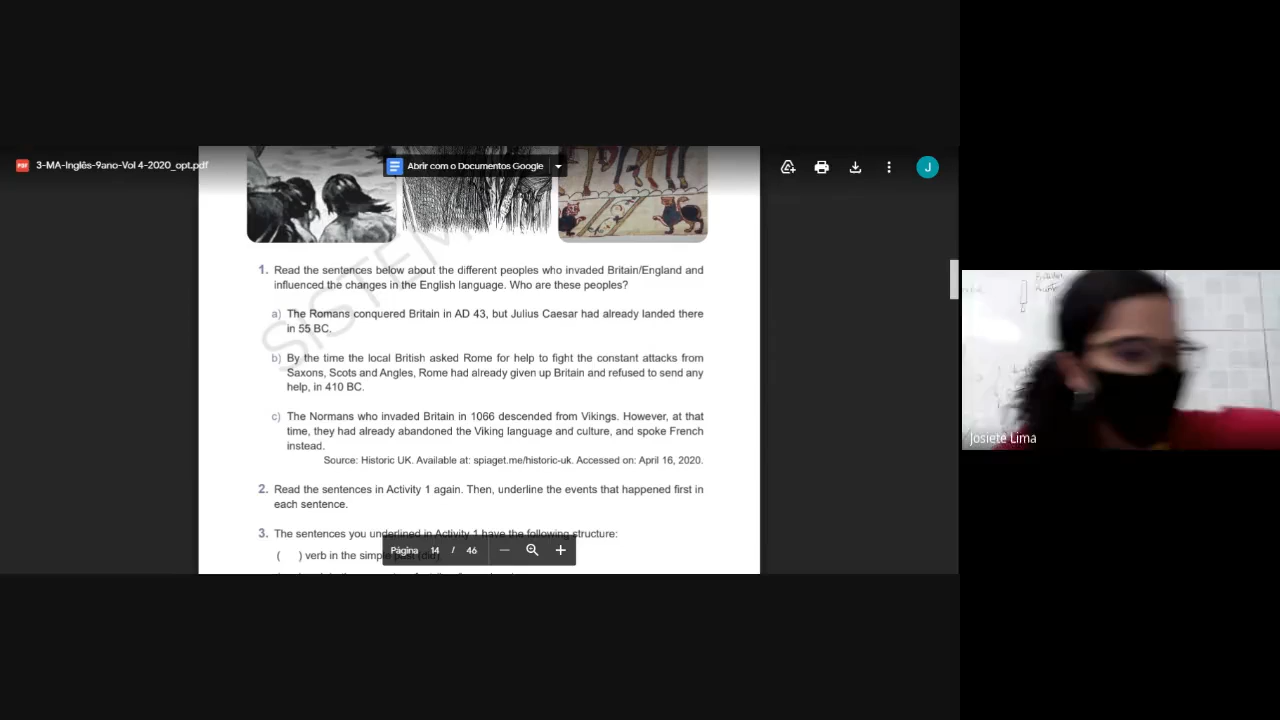 3-MA-Inglês-9ano-Vol 4-2020_opt.pdf
Abrir com o Documentos Google
J
SISTEM
1. Read the sentences below about the different peoples who invaded Britain/England and
influenced the changes in the English language. Who are these peoples?
a) The Romans conquered Britain in AD 43, but Julius Caesar had already landed there
in 55 BC.
b) By the time the local British asked Rome for help to fight the constant attacks from
Saxons, Scots and Angles, Rome had already given up Britain and refused to send any
help, in 410 BC.
c) The Normans who invaded Britain in 1066 descended from Vikings. However, at that
time, they had already abandoned the Viking language and culture, and spoke French
instead.
Source: Historic UK. Available at: spiaget.me/historic-uk. Accessed on: April 16, 2020.
2. Read the sentences in Activity 1 again. Then, underline the events that happened first in
each sentence.
3. The sentences you underlined in Activity 1 have the following structure:
( ) verb in the simple past (did)
Página 14 / 46
Josiete Lima